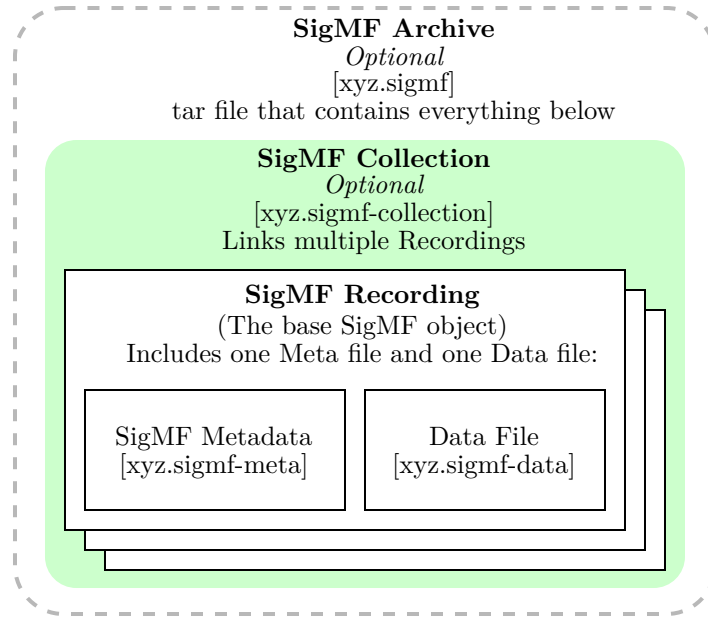 SigMF Archive
Optional
[xyz.sigmf]
tar file that contains everything below
SigMF Collection
Optional
[xyz.sigmf-collection]
Links multiple Recordings
SigMF Recording
(The base SigMF object)
Includes one Meta file and one Data file:
SigMF Metadata
[xyz.sigmf-meta]
Data File
[xyz.sigmf-data]